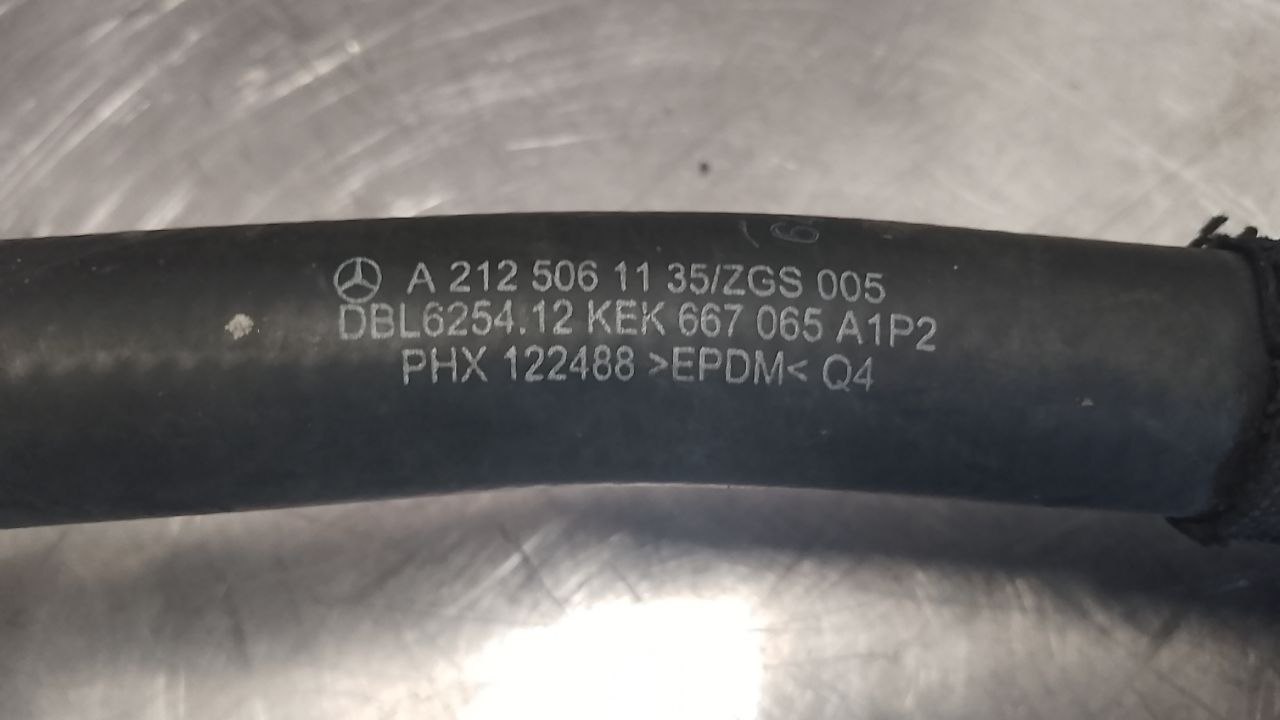 A 212 506 11 35/ZGS 005
DBL6254.12 KEK 667 065 A1P2
PHX 122488 >EPDM< Q4